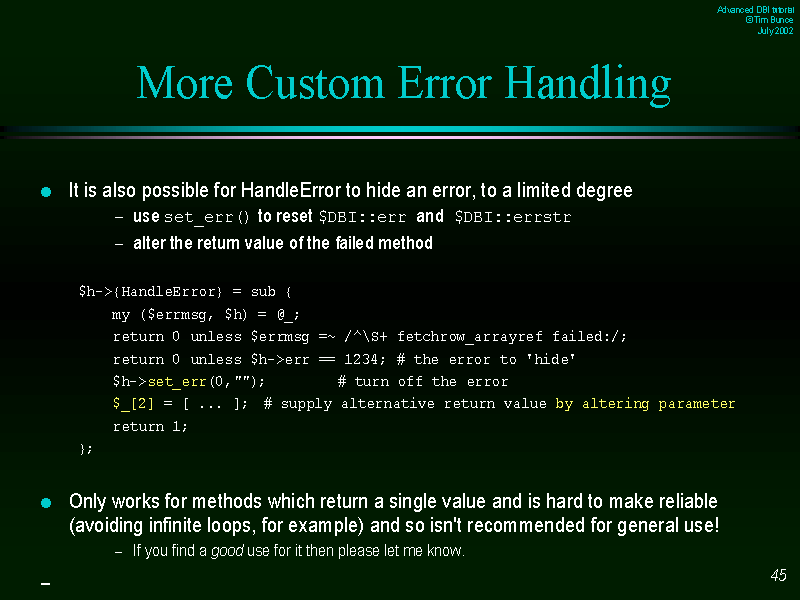 Advanced DBI tutorial
© Tim Bunce
July 2002
More Custom Error Handling
It is also possible for HandleError to hide an error, to a limited degree
– use set_err() to reset $DBI::err and $DBI::errstr
– alter the return value of the failed method
$h->{HandleError} = sub {
my ($errmsg, $h) = @_;
return 0 unless $errmsg =~ /^\S+ fetchrow_arrayref failed:/;
return 0 unless $h->err == 1234; # the error to 'hide'
$h->set_err(0,""); # turn off the error
$_[2] = [ ... ]; # supply alternative return value by altering parameter
return 1;
};
Only works for methods which return a single value and is hard to make reliable
(avoiding infinite loops, for example) and so isn't recommended for general use!
– If you find a good use for it then please let me know.
45